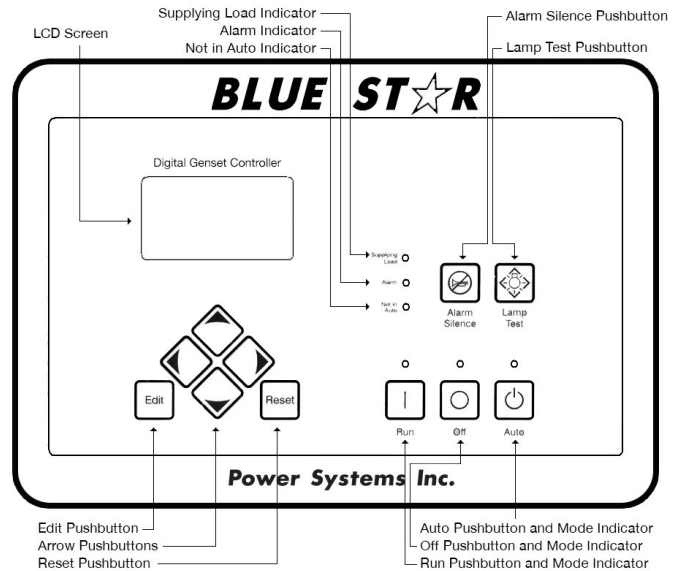 Supplying Load Indicator
Alarm Indicator
Not in Auto Indicator
LCD Screen
Alarm Silence Pushbutton
Lamp Test Pushbutton
BLUE ST☆R
Digital Genset Controller
Supplying
Load
Alarm
Not in
Auto
Alarm
Silence
Lamp
Test
Edit
Reset
Run
Off
Auto
Power Systems Inc.
Edit Pushbutton
Arrow Pushbuttons
Reset Pushbutton
Auto Pushbutton and Mode Indicator
Off Pushbutton and Mode Indicator
Run Pushbutton and Mode Indicator